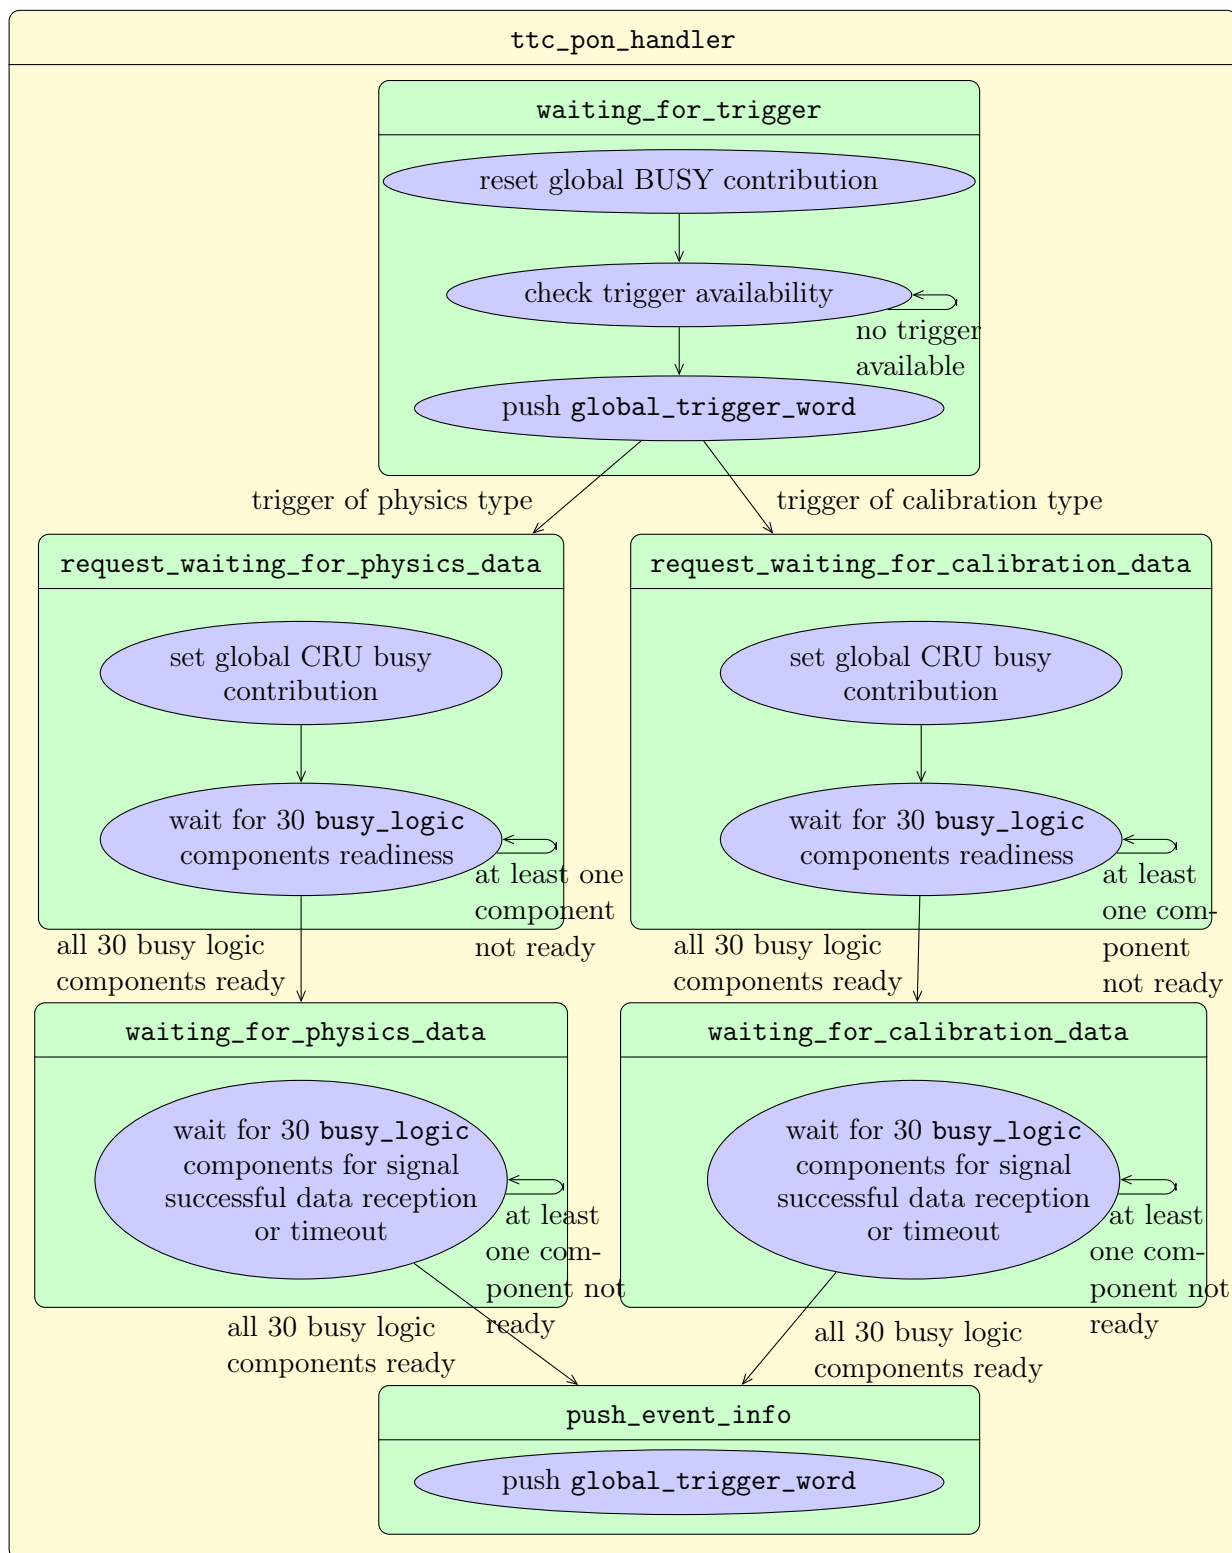 ttc_pon_handler
waiting_for_trigger
reset global BUSY contribution
check trigger availability
no trigger
available
push global_trigger_word
trigger of physics type
trigger of calibration type
request_waiting_for_physics_data
set global CRU busy
contribution
wait for 30 busy_logic
components readiness
at least one
component
not ready
all 30 busy logic
components ready
request_waiting_for_calibration_data
set global CRU busy
contribution
wait for 30 busy_logic
components readiness
at least
one com-
ponent
not ready
all 30 busy logic
components ready
waiting_for_physics_data
wait for 30 busy_logic
components for signal
successful data reception
or timeout
at least
one com-
ponent not
ready
all 30 busy logic
components ready
waiting_for_calibration_data
wait for 30 busy_logic
components for signal
successful data reception
or timeout
at least
one com-
ponent not
ready
all 30 busy logic
components ready
push_event_info
push global_trigger_word